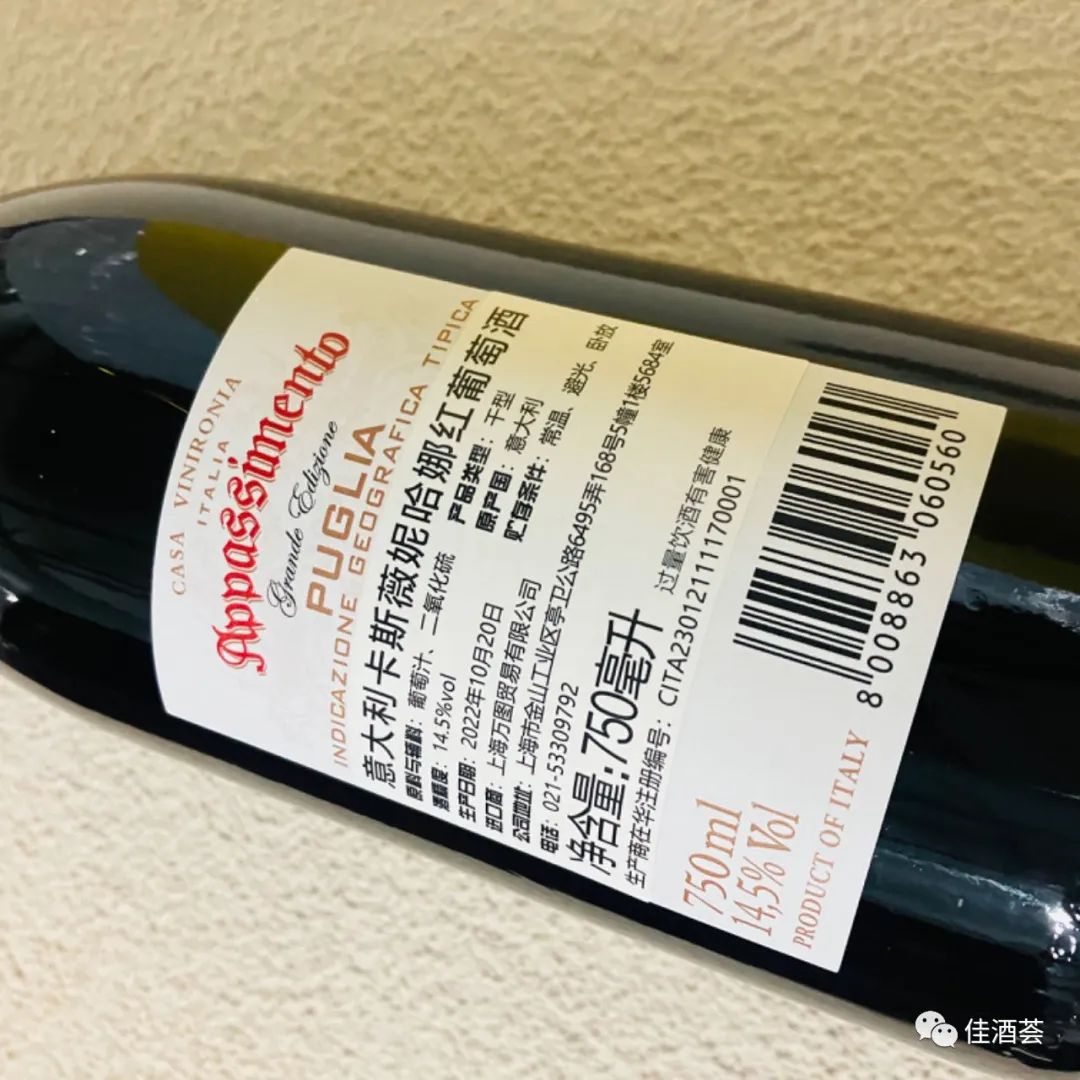 CASA VINIRONIA
ITALIA
Appassimento
Grande Edizione
PUGLIA
INDICAZIONE GEOGRAFICA TIPICA
意大利卡斯薇妮哈娜红葡萄酒
原料与辅料：葡萄汁、二氧化硫 产品类型：干型
酒精度：14.5%vol 原产国：意大利
生产日期：2022年10月20日 贮存条件：常温、避光、卧放
进口商：上海万图贸易有限公司
公司地址：上海市金山工业区亭卫公路6495弄168号5幢1楼5684室
电话：021-53309792
净含量:750毫升 过量饮酒有害健康
生产商在华注册编号：CITA22301211111170001
750ml
14,5% Vol
PRODUCT OF ITALY
8 008863 060560
佳酒荟